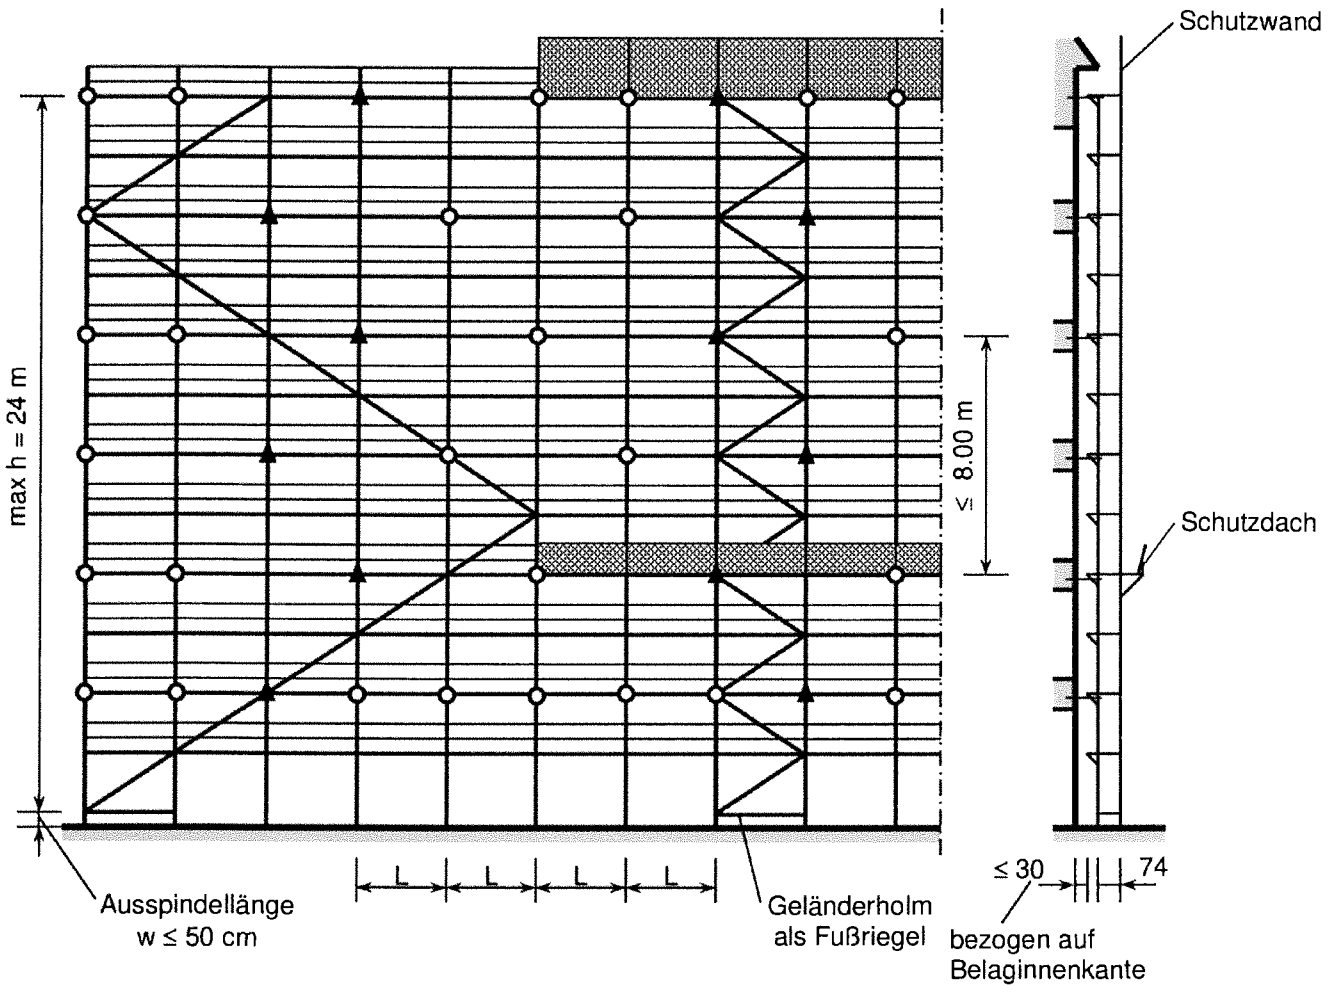 Schutzwand
max h = 24 m
≤ 8.00 m
Schutzdach
L
L
L
L
≤ 30
74
Ausspindellänge
w ≤ 50 cm
Geländerholm
als Fußriegel
bezogen auf
Belaginnenkante